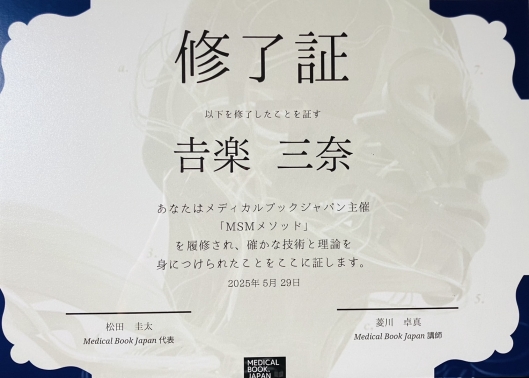 修了証
以下を修了したことを証す
𠮷楽 三奈
あなたはメディカルブックジャパン主催
「MSMメソッド」
を履修され、確かな技術と理論を
身につけられたことをここに証します。
2025年 5月 29日
松田 圭太
Medical Book Japan 代表
菱川 卓真
Medical Book Japan 講師
MEDICAL
BOOK
JAPAN